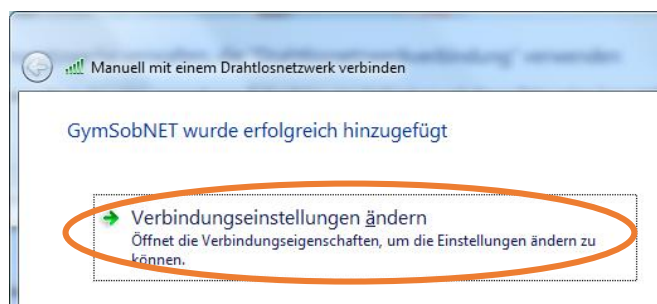 Manuell mit einem Drahtlosnetzwerk verbinden
GymSobNET wurde erfolgreich hinzugefügt
Verbindungseinstellungen ändern
Öffnet die Verbindungseigenschaften, um die Einstellungen ändern zu
können.